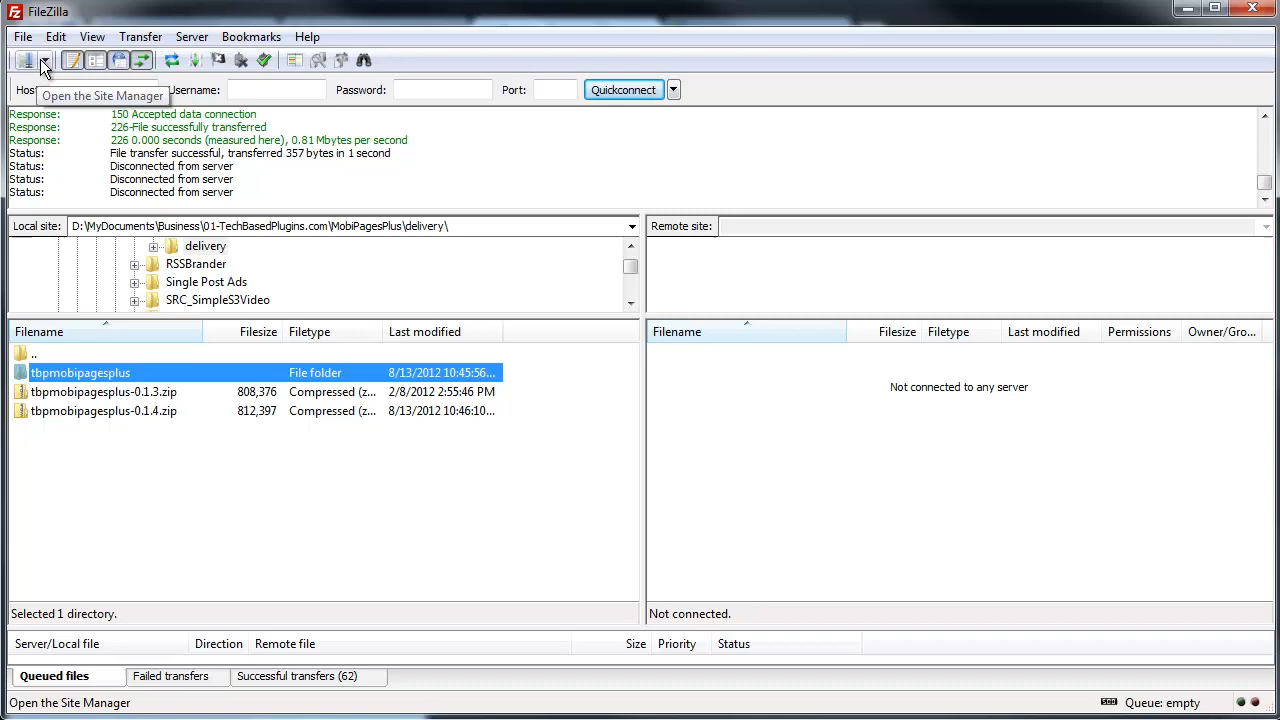 FileZilla
File Edit View Transfer Server Bookmarks Help
Username: Password: Port: Quickconnect
Open the Site Manager
Response: 150 Accepted data connection
Response: 226-File successfully transferred
Response: 226 0.000 seconds (measured here), 0.81 Mbytes per second
Status: File transfer successful, transferred 357 bytes in 1 second
Status: Disconnected from server
Status: Disconnected from server
Status: Disconnected from server
Local site: D:\MyDocuments\Business\01-TechBasedPlugins.com\MobiPagesPlus\delivery\
Remote site:
delivery
RSSBrander
Single Post Ads
SRC_SimpleS3Video
Filename Filesize Filetype Last modified
..
tbpmobipagesplus File folder 8/13/2012 10:45:56...
tbpmobipagesplus-0.1.3.zip 808,376 Compressed (z... 2/8/2012 2:55:46 PM
tbpmobipagesplus-0.1.4.zip 812,397 Compressed (z... 8/13/2012 10:46:10...
Selected 1 directory.
Filename Filesize Filetype Last modified Permissions Owner/Gro...
Not connected to any server
Not connected.
Server/Local file Direction Remote file Size Priority Status
Queued files Failed transfers Successful transfers (62)
Open the Site Manager Queue: empty